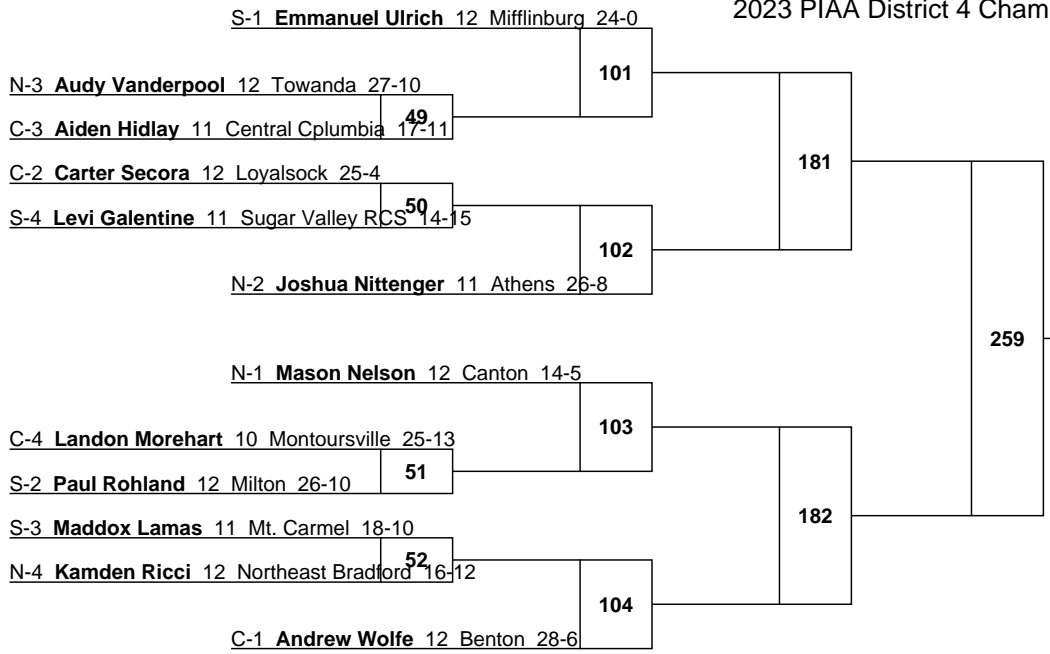 2023 PIAA District 4 Cham
S-1 Emmanuel Ulrich 12 Mifflinburg 24-0
101
N-3 Audy Vanderpool 12 Towanda 27-10
49
C-3 Aiden Hidlay 11 Central Cplumbia 17-11
181
C-2 Carter Secora 12 Loyalsock 25-4
50
S-4 Levi Galentine 11 Sugar Valley RCS 14-15
102
N-2 Joshua Nittenger 11 Athens 26-8
259
N-1 Mason Nelson 12 Canton 14-5
103
C-4 Landon Morehart 10 Montoursville 25-13
51
S-2 Paul Rohland 12 Milton 26-10
182
S-3 Maddox Lamas 11 Mt. Carmel 18-10
52
N-4 Kamden Ricci 12 Northeast Bradford 16-12
104
C-1 Andrew Wolfe 12 Benton 28-6